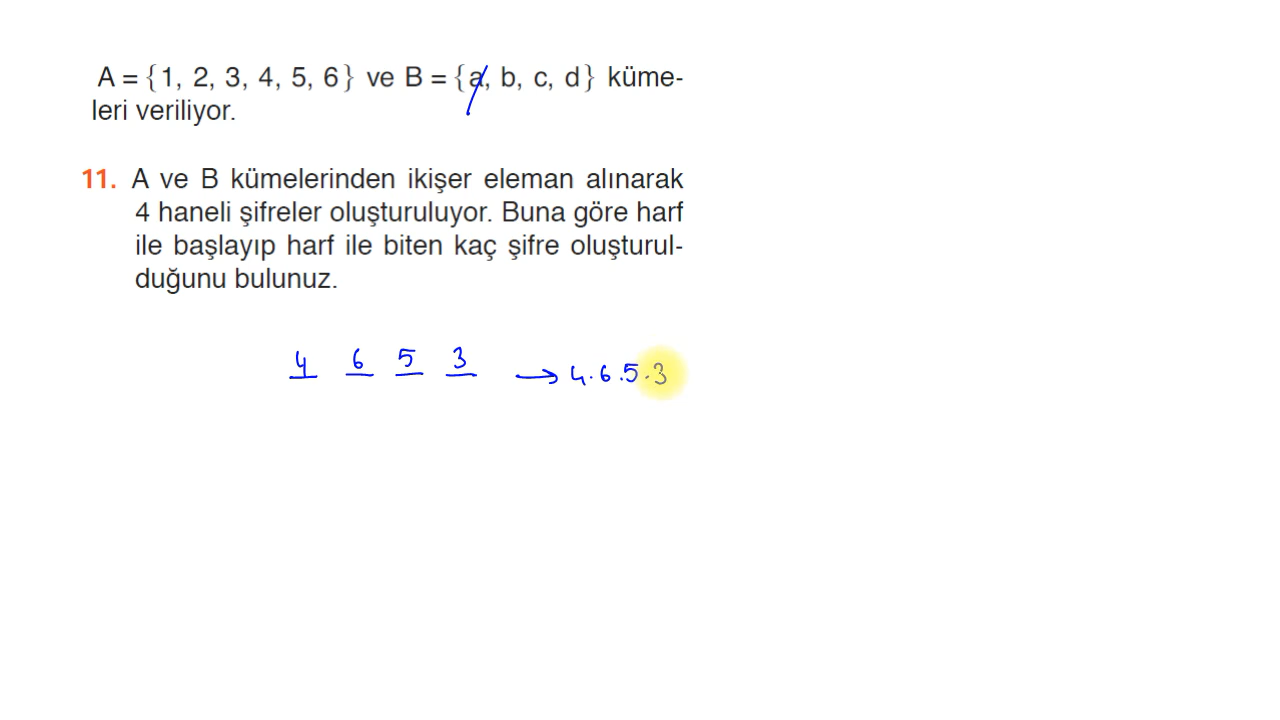 A = {1, 2, 3, 4, 5, 6} ve B = {a, b, c, d} küme-
leri veriliyor.
11. A ve B kümelerinden ikişer eleman alınarak
4 haneli şifreler oluşturuluyor. Buna göre harf
ile başlayıp harf ile biten kaç şifre oluşturul-
duğunu bulunuz.
4 6 5 3 → 4.6.5.3